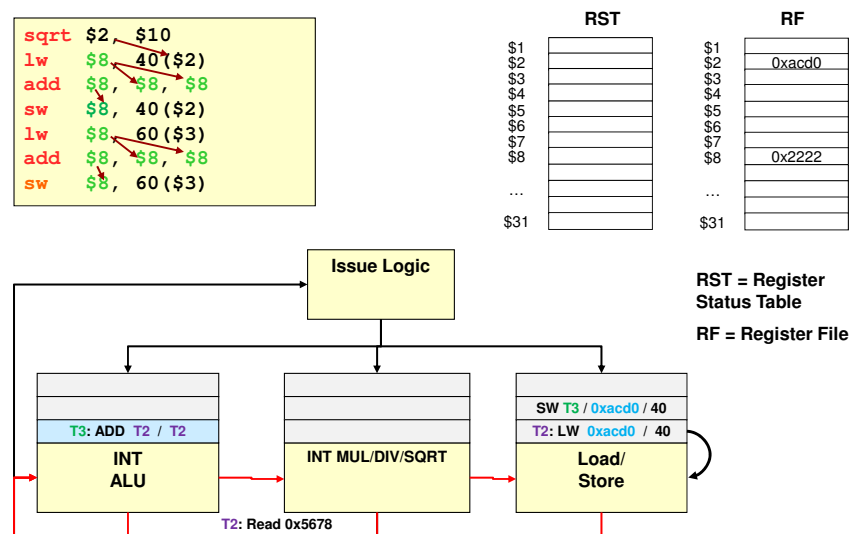 sqrt $2, $10
lw $8, 40($2)
add $8, $8, $8
sw $8, 40($2)
lw $8, 60($3)
add $8, $8, $8
sw $8, 60($3)
RST
$1
$2
$3
$4
$5
$6
$7
$8
...
$31
RF
$1
$2 0xacd0
$3
$4
$5
$6
$7
$8 0x2222
...
$31
Issue Logic
RST = Register
Status Table
RF = Register File
SW T3 / 0xacd0 / 40
T3: ADD T2 / T2
T2: LW 0xacd0 / 40
INT
ALU
INT MUL/DIV/SQRT
Load/
Store
T2: Read 0x5678